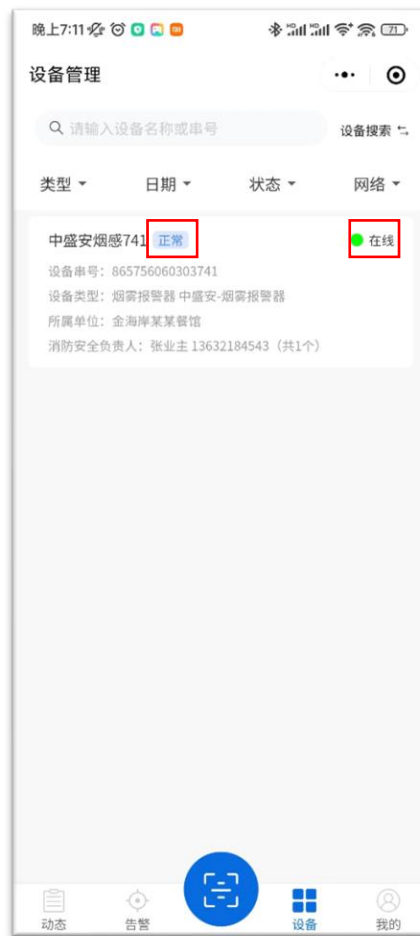 晚上7:11
71
设备管理
请输入设备名称或串号 设备搜索
类型 日期 状态 网络
中盛安烟感741 正常 在线
设备串号：865756060303741
设备类型：烟雾报警器 中盛安-烟雾报警器
所属单位：金海岸某某餐馆
消防安全负责人：张业主 13632184543（共1个）
动态 告警 设备 我的